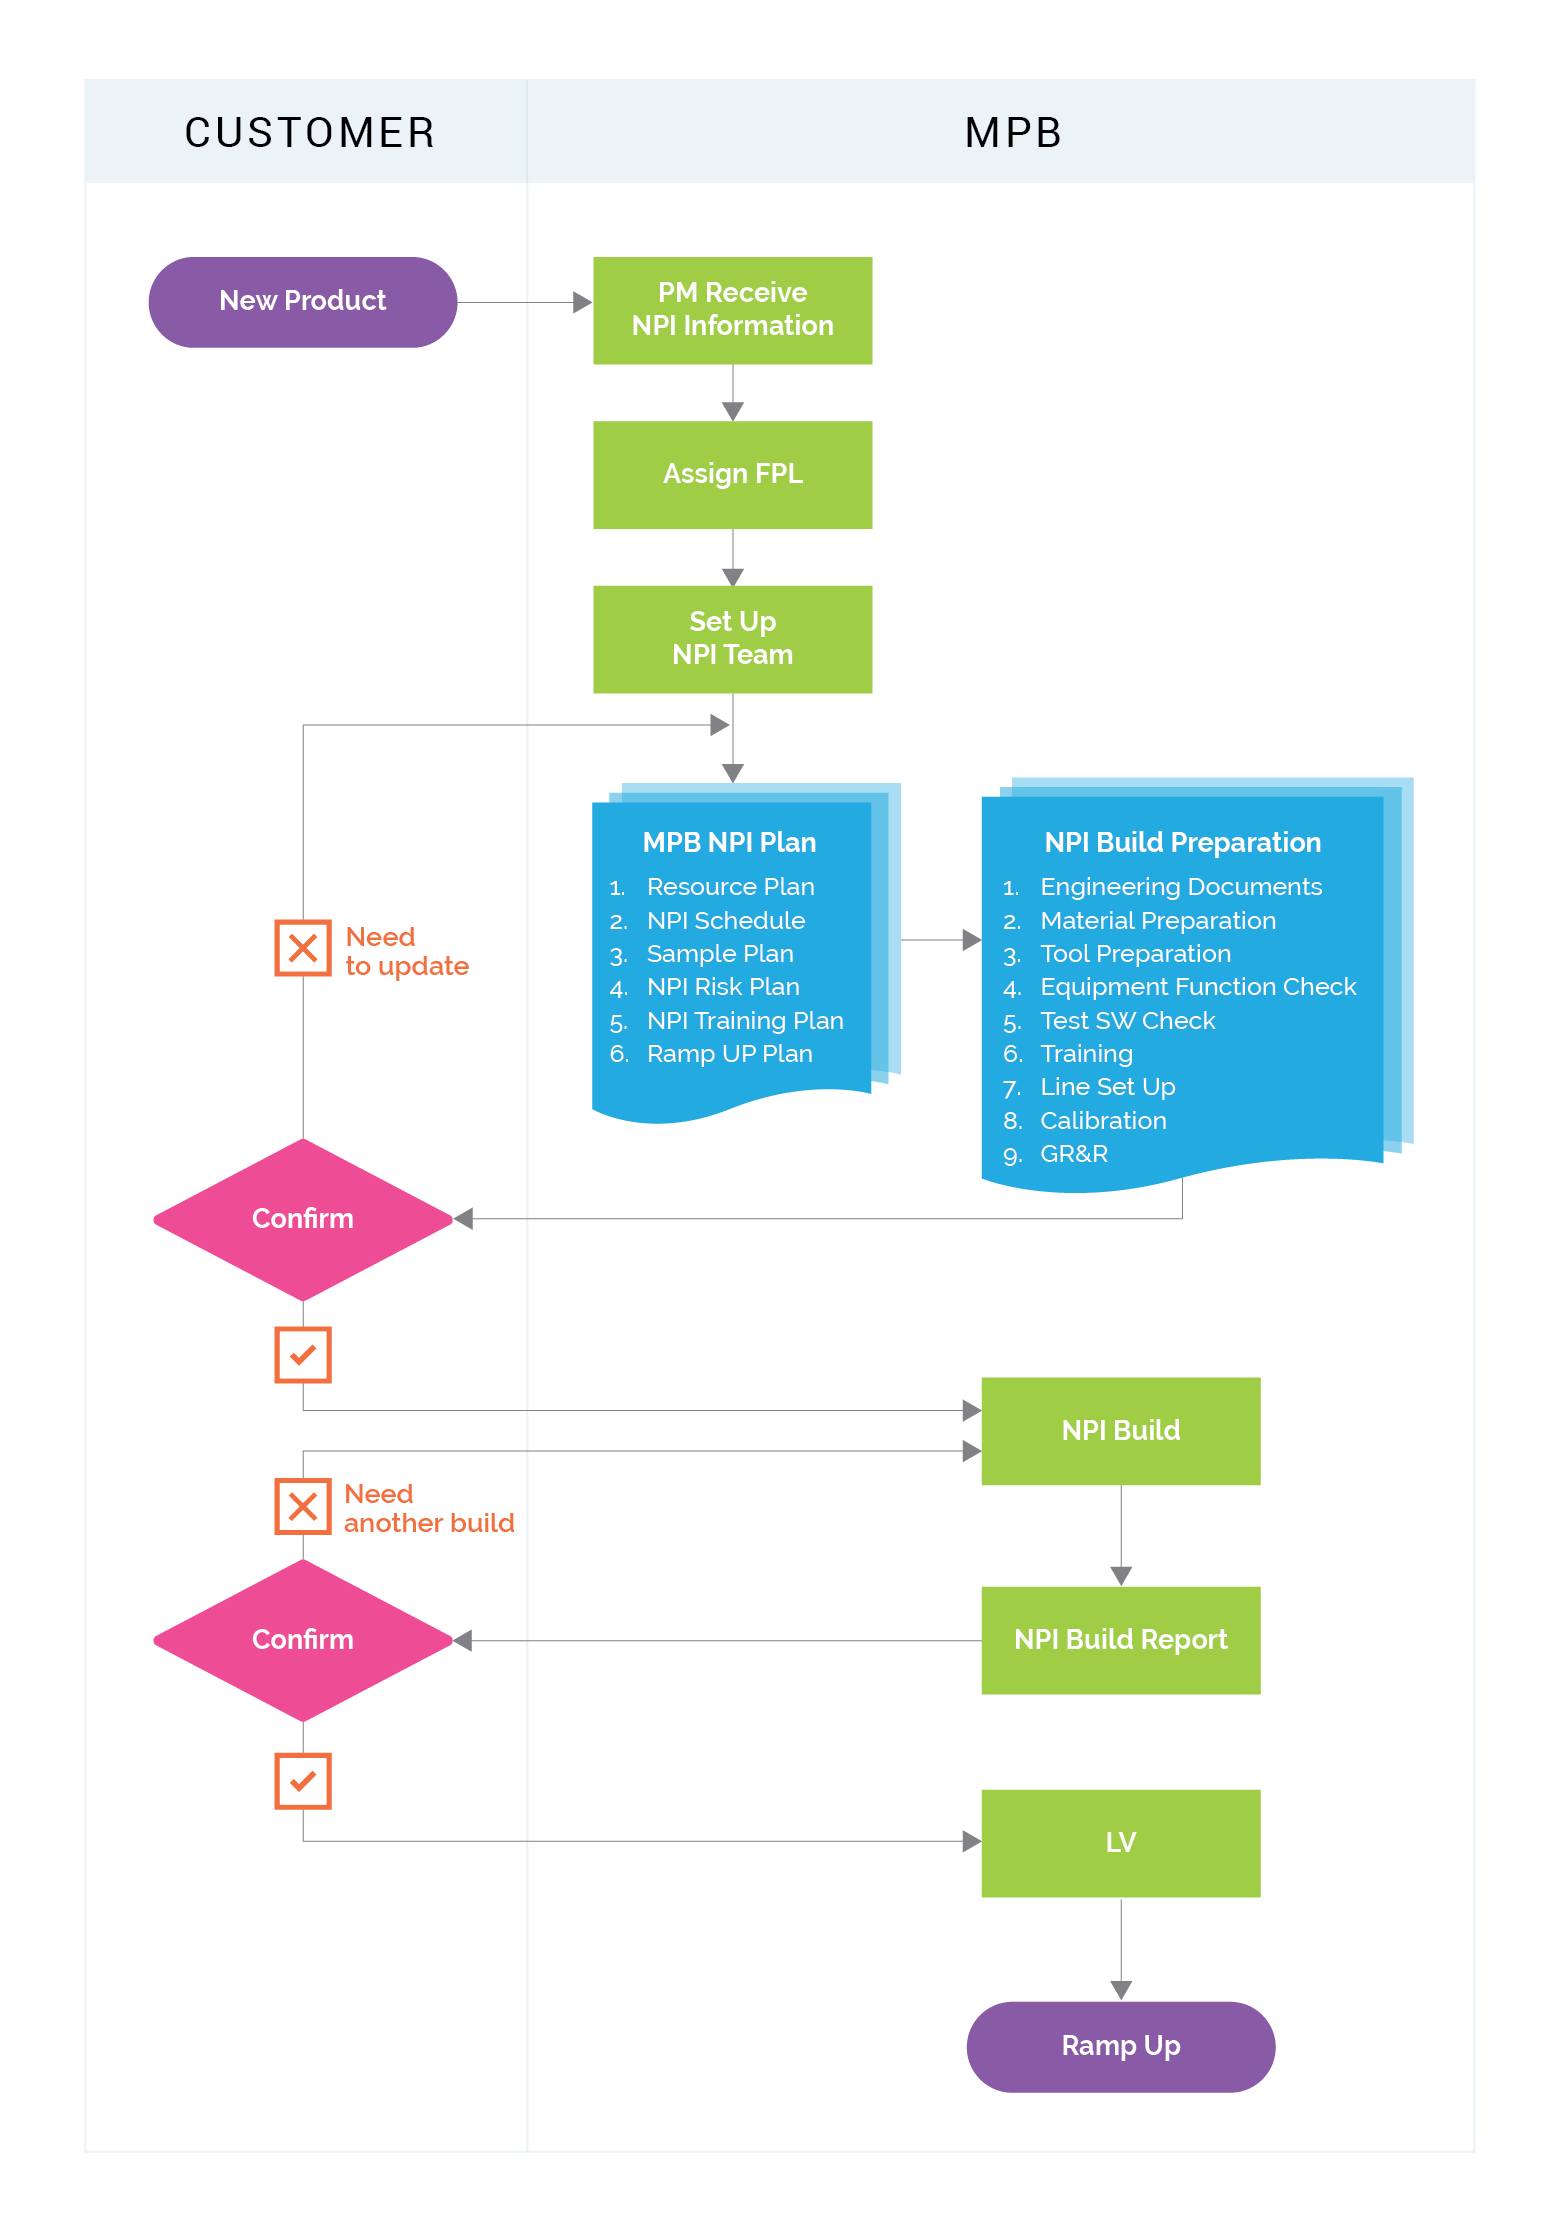 CUSTOMER
MPB
New Product
PM Receive
NPI Information
Assign FPL
Set Up
NPI Team
MPB NPI Plan
1. Resource Plan
2. NPI Schedule
3. Sample Plan
4. NPI Risk Plan
5. NPI Training Plan
6. Ramp UP Plan
NPI Build Preparation
1. Engineering Documents
2. Material Preparation
3. Tool Preparation
4. Equipment Function Check
5. Test SW Check
6. Training
7. Line Set Up
8. Calibration
9. GR&R
Need
to update
Confirm
NPI Build
Need
another build
Confirm
NPI Build Report
LV
Ramp Up